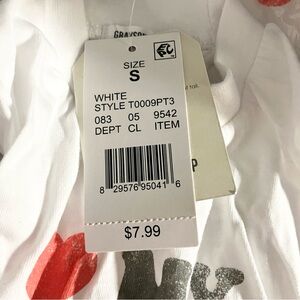 GRAYSON
SIZE
S
WHITE
STYLE T0009PT3
083 05 9542
DEPT CL ITEM
8 29576 95041 6
$7.99